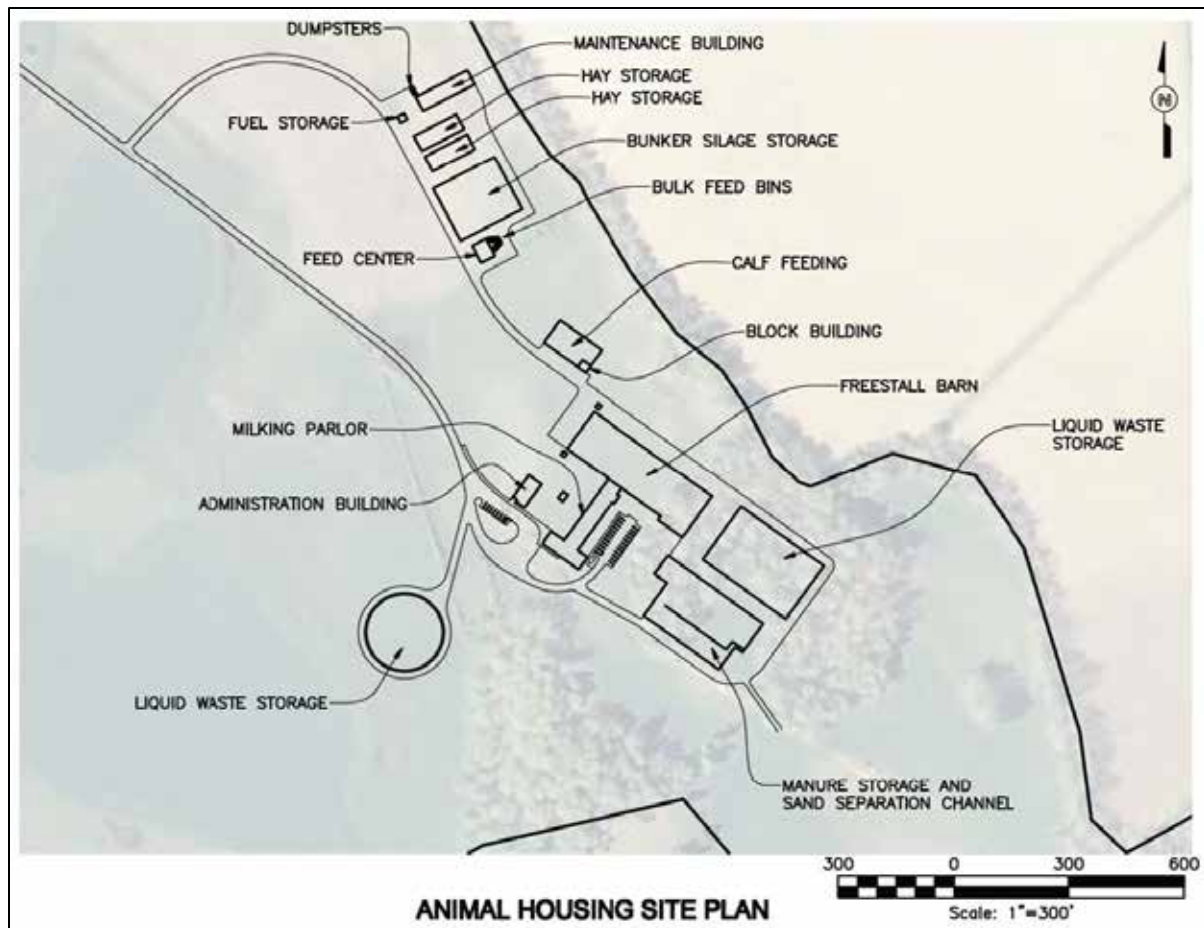 DUMPSTERS
MAINTENANCE BUILDING
HAY STORAGE
HAY STORAGE
FUEL STORAGE
BUNKER SILAGE STORAGE
BULK FEED BINS
FEED CENTER
CALF FEEDING
BLOCK BUILDING
FREESTALL BARN
MILKING PARLOR
LIQUID WASTE
STORAGE
ADMINISTRATION BUILDING
LIQUID WASTE STORAGE
MANURE STORAGE AND
SAND SEPARATION CHANNEL
N
300 0 300 600
Scale: 1"=300'
ANIMAL HOUSING SITE PLAN